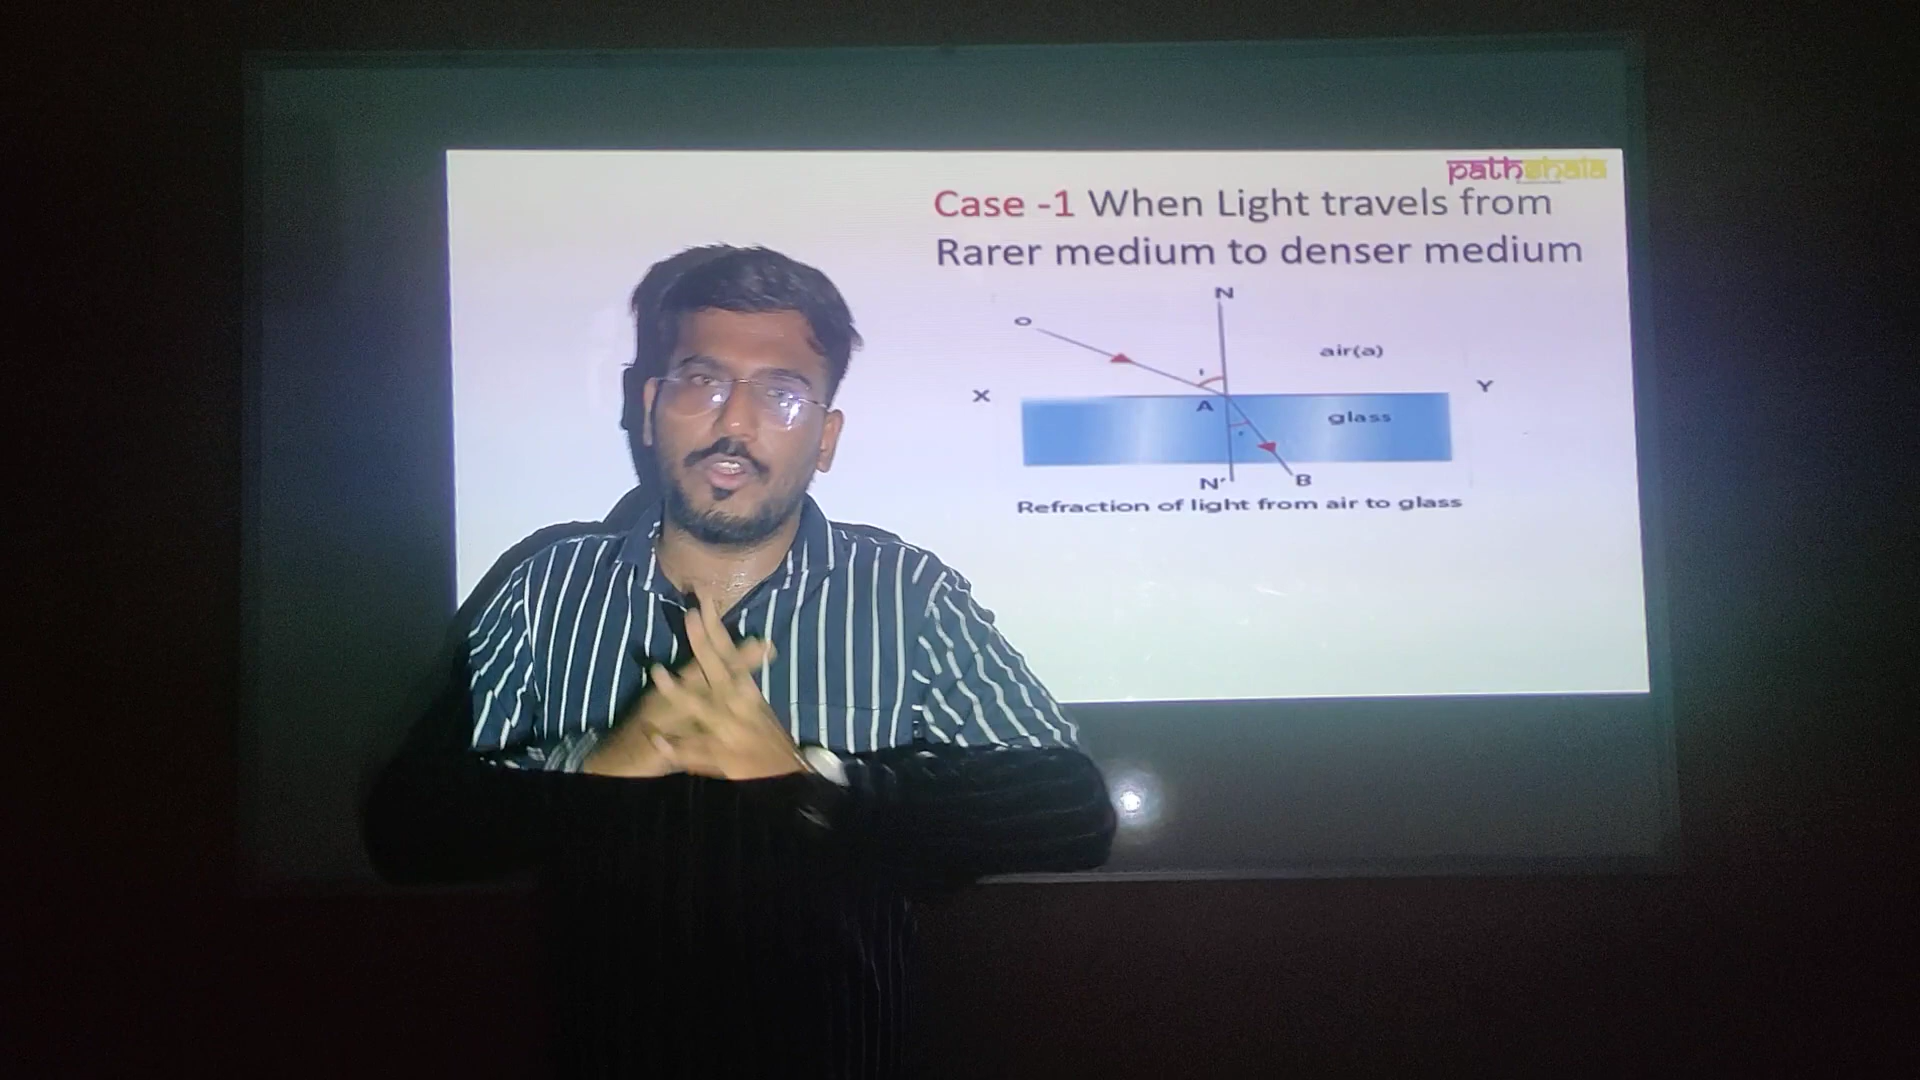 pathshala
Case -1 When Light travels from
Rarer medium to denser medium
N
O
air(a)
X
Y
A
glass
N'
B
Refraction of light from air to glass